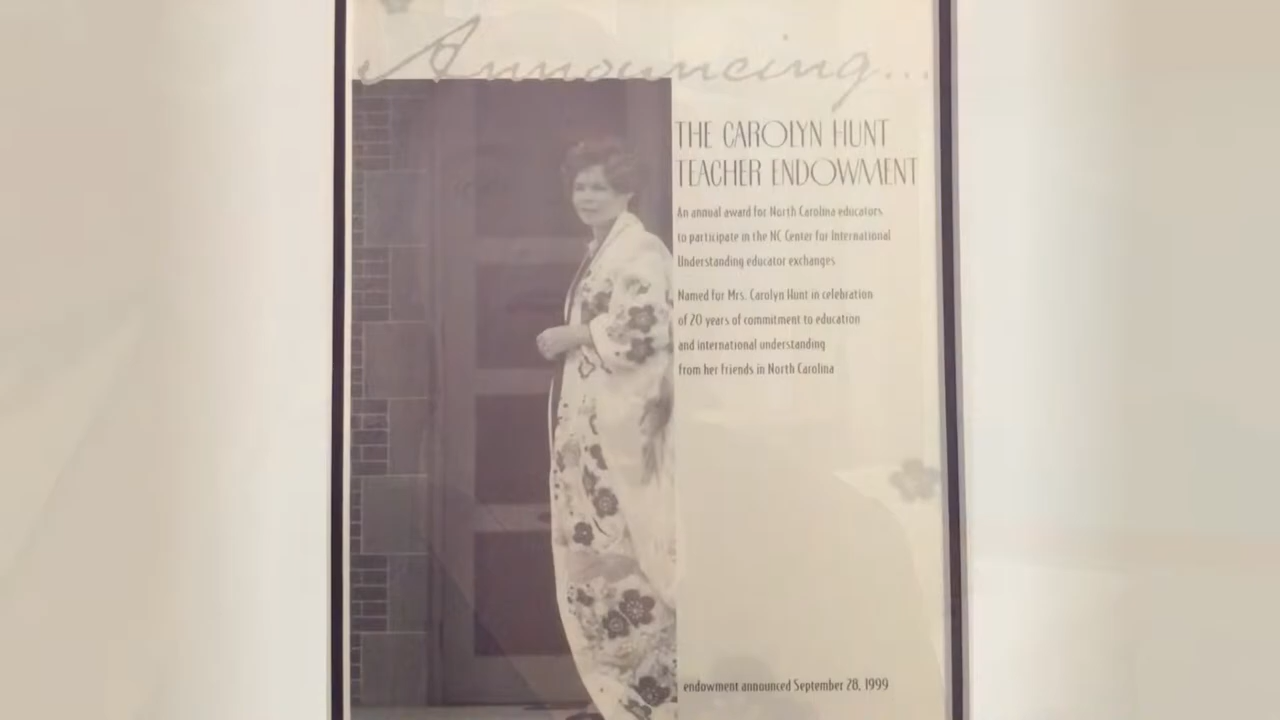 Announcing...
THE CAROLYN HUNT
TEACHER ENDOWMENT
An annual award for North Carolina educators
to participate in the NC Center for International
Understanding educator exchanges
Named for Mrs. Carolyn Hunt in celebration
of 20 years of commitment to education
and international understanding
from her friends in North Carolina
endowment announced September 28, 1999